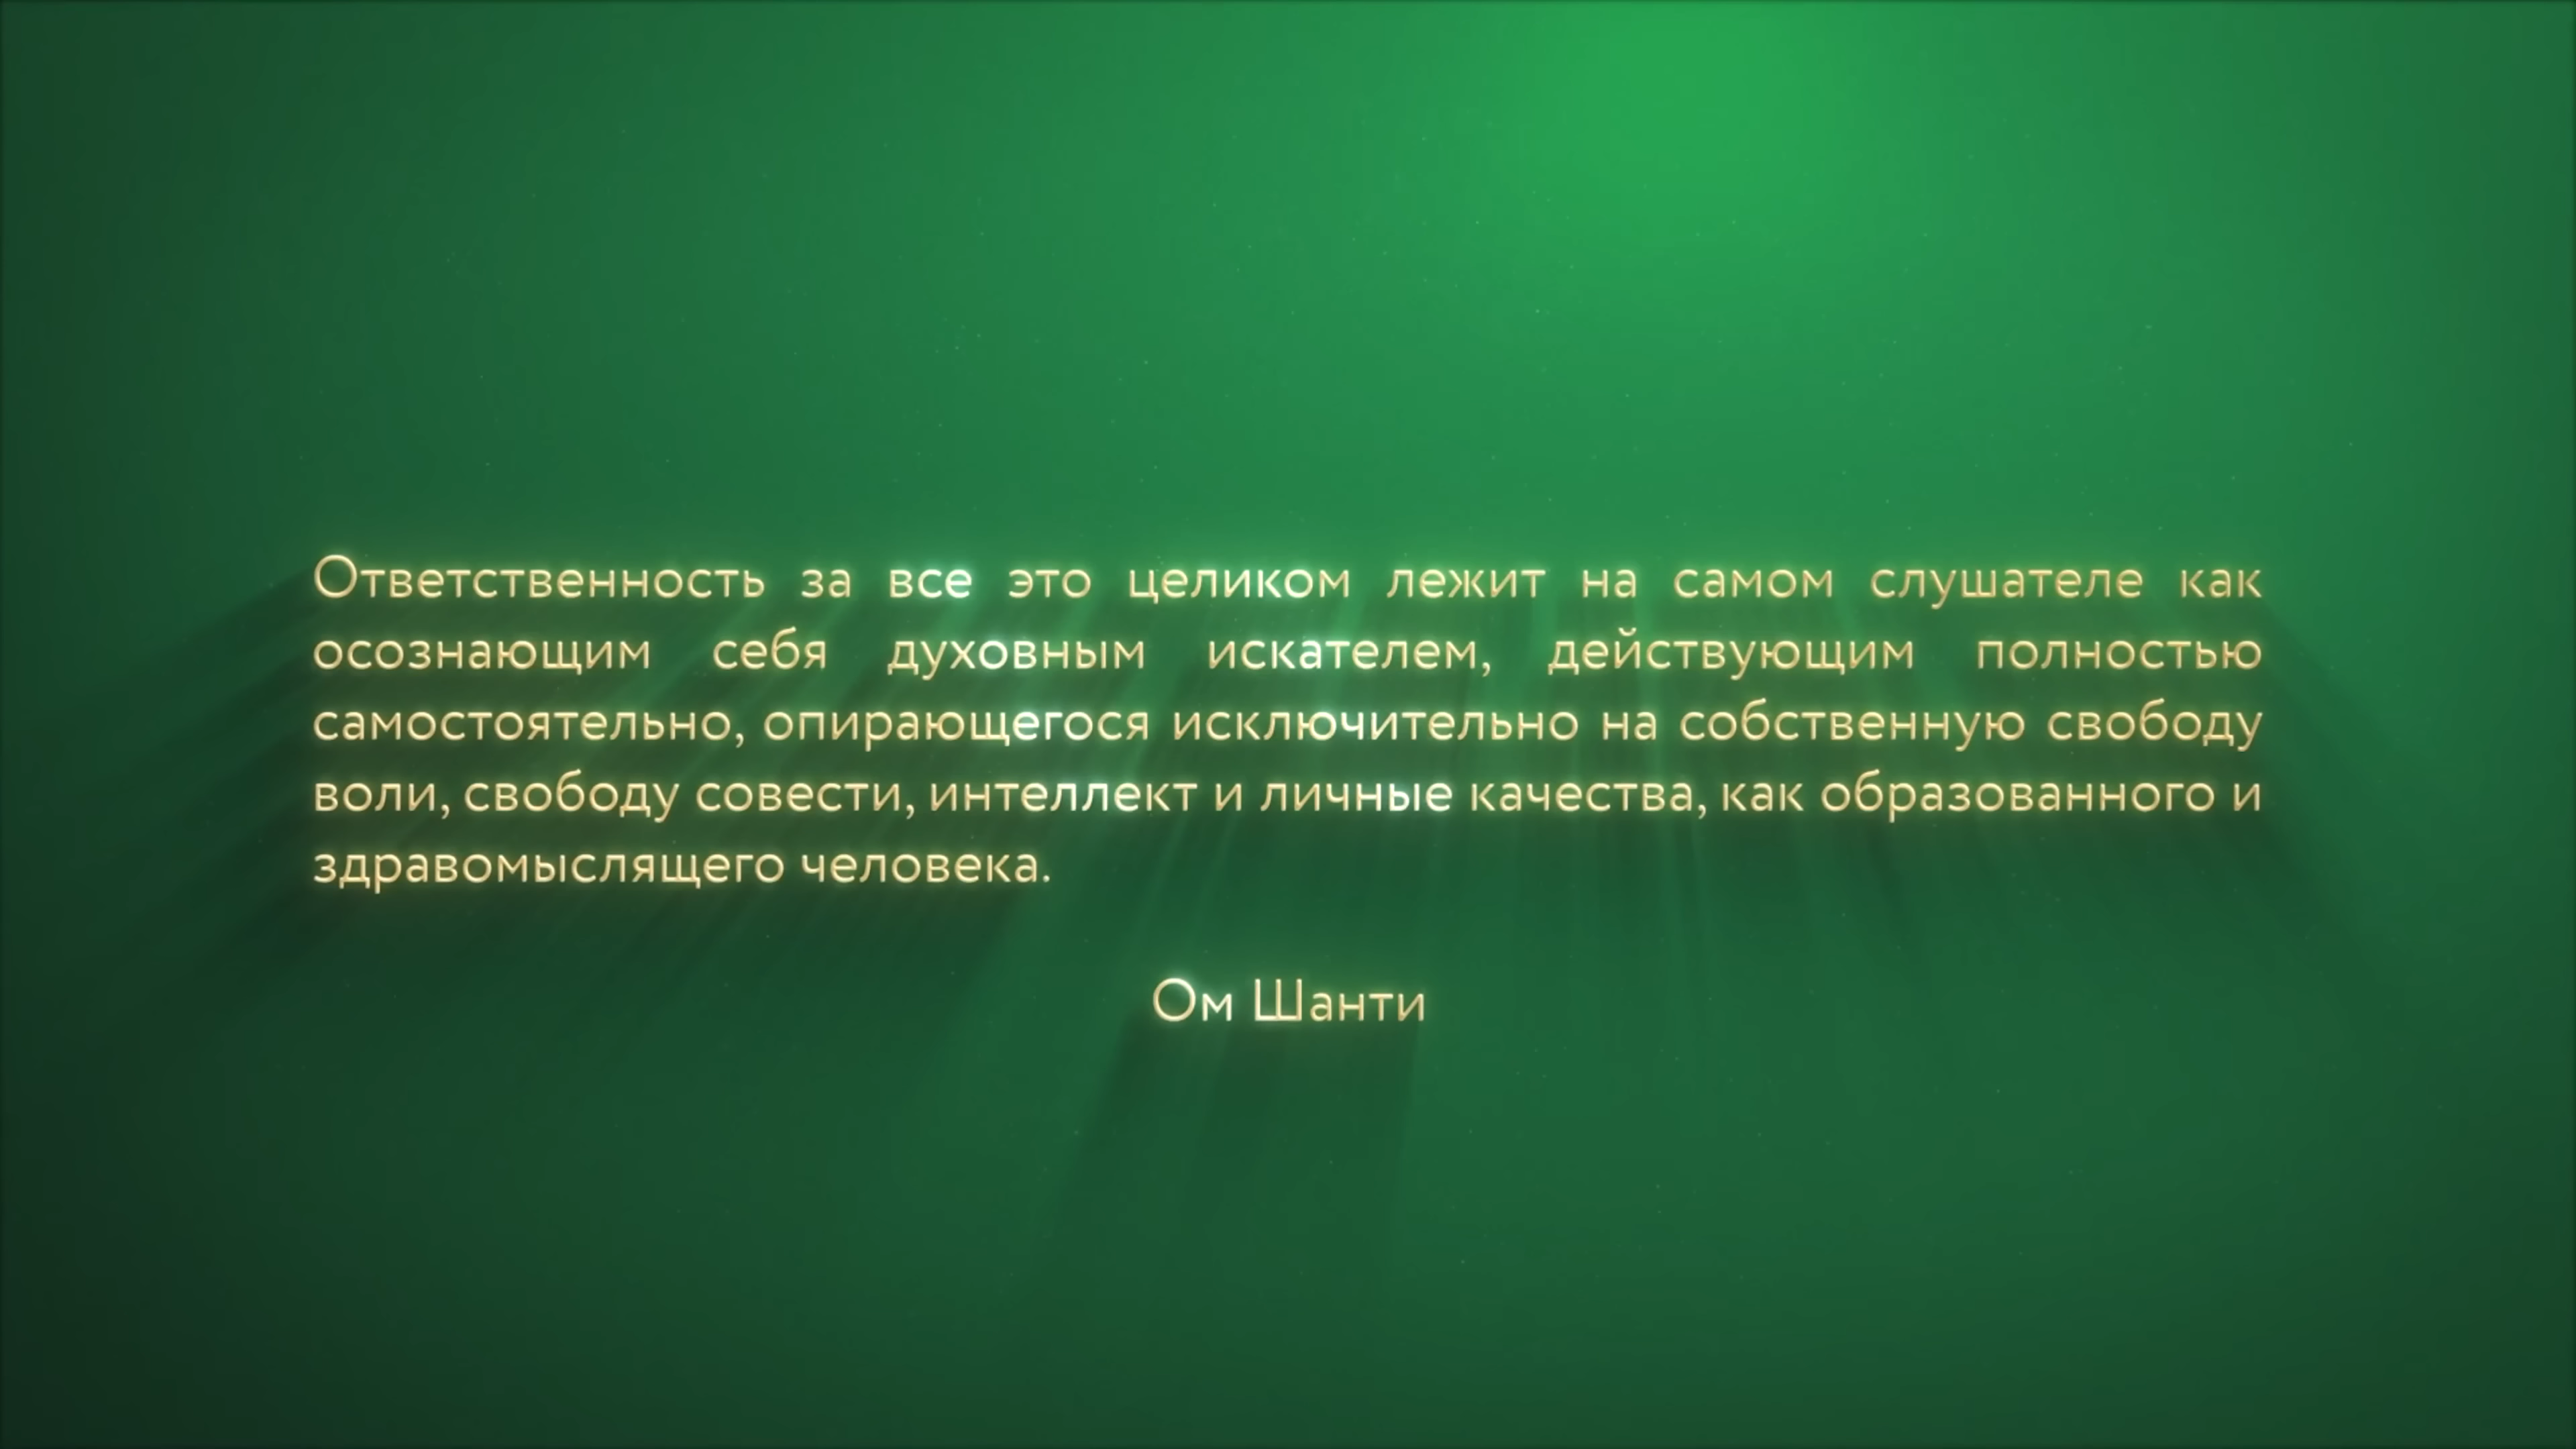 Ответственность за все это целиком лежит на самом слушателе как
осознающим себя духовным искателем, действующим полностью
самостоятельно, опирающегося исключительно на собственную свободу
воли, свободу совести, интеллект и личные качества, как образованного и
здравомыслящего человека.
Ом Шанти